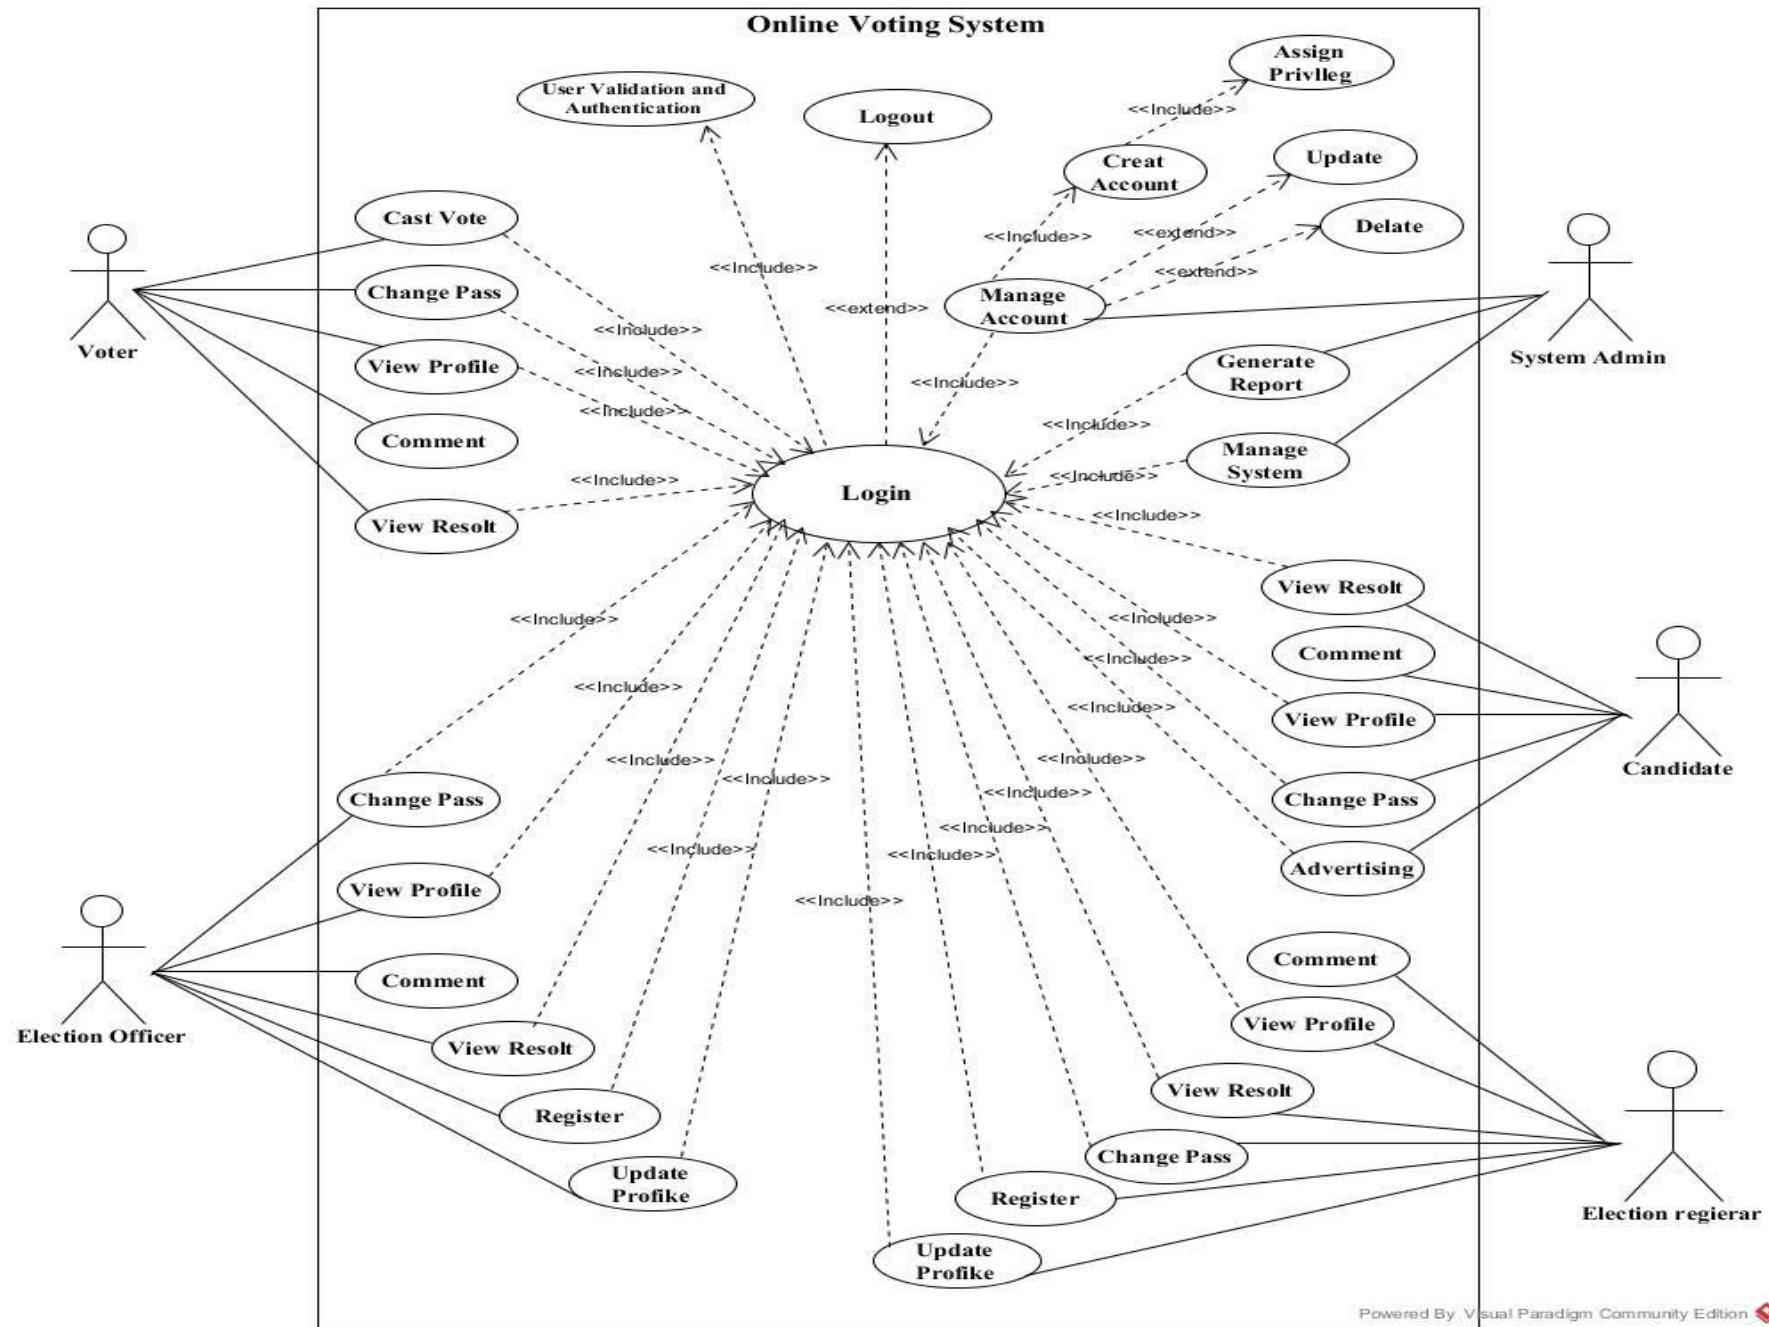 Online Voting System
Assign
Privlleg
User Validation and
Authentication
Logout
<<Include>>
Creat
Account
Update
Cast Vote
Delate
<<Include>>
<<extend>>
<<Include>>
<<extend>>
Change Pass
Manage
Account
<<extend>>
<<Include>>
Voter
System Admin
View Profile
<<Include>>
Generate
Report
<<Include>>
<<Include>>
<<Include>>
Comment
Manage
System
<<Include>>
<<Include>>
Login
<<Include>>
View Resolt
View Resolt
<<Include>>
<<Include>>
Comment
<<Include>>
<<Include>>
<<Include>>
View Profile
<<Include>>
<<Include>>
Candidate
<<Include>>
<<Include>>
Change Pass
Change Pass
<<Include>>
<<Include>>
<<Include>>
Advertising
View Profile
<<Include>>
Comment
Comment
View Profile
Election Officer
View Resolt
View Resolt
Register
Change Pass
Update
Profike
Register
Election regierar
Update
Profike
Powered By Visual Paradigm Community Edition